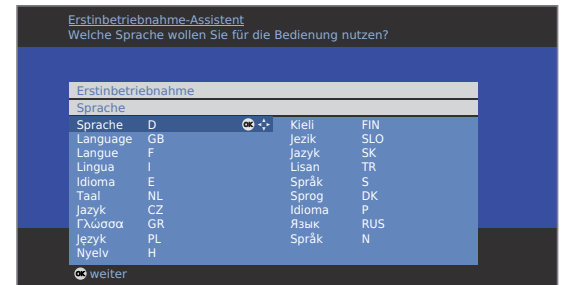 Erstinbetriebnahme-Assistent
Welche Sprache wollen Sie für die Bedienung nutzen?
Erstinbetriebnahme
Sprache
Sprache D OK Kieli FIN
Language GB Jezik SLO
Langue F Jazyk SK
Lingua I Lisan TR
Idioma E Språk S
Taal NL Sprog DK
Jazyk CZ Idioma P
Γλώσσα GR Язык RUS
Język PL Språk N
Nyelv H
OK weiter